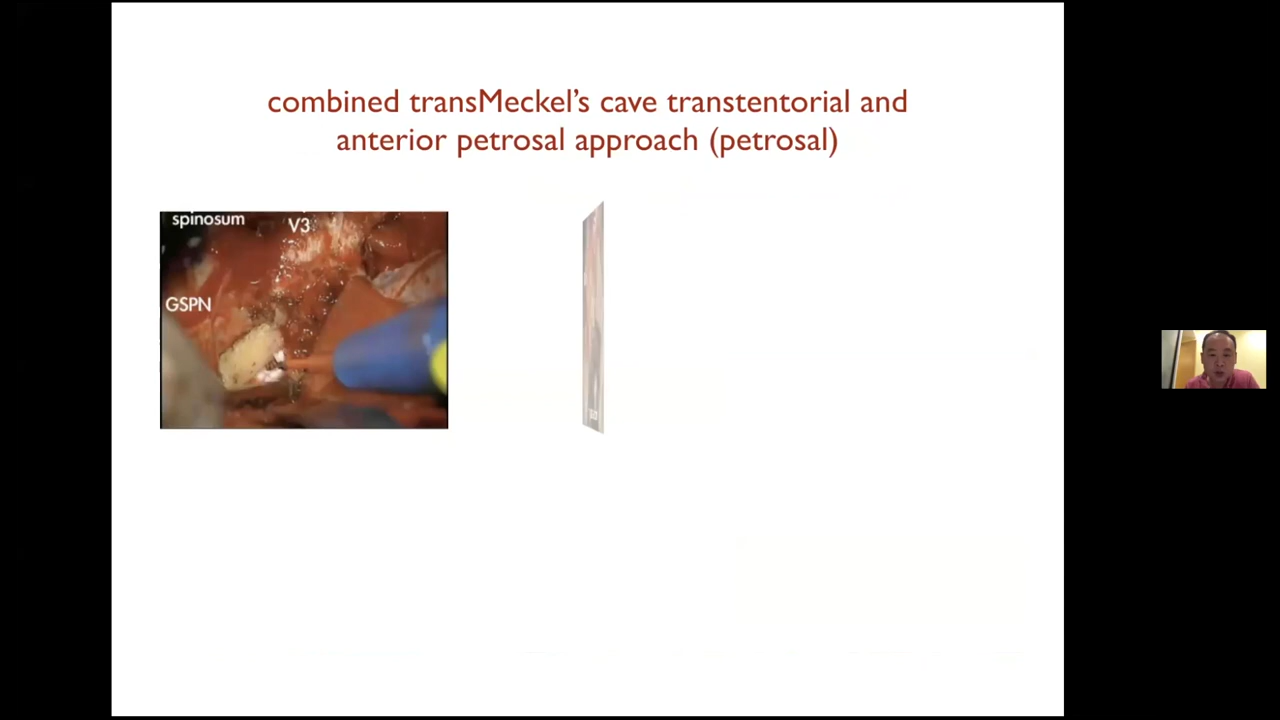 combined transMeckel’s cave transtentorial and
anterior petrosal approach (petrosal)
spinosum
V3
GSPN